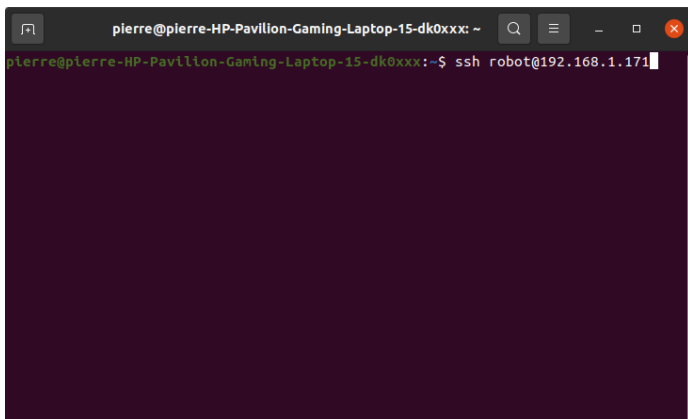 pierre@pierre-HP-Pavilion-Gaming-Laptop-15-dk0xxx: ~
pierre@pierre-HP-Pavilion-Gaming-Laptop-15-dk0xxx:~$ ssh robot@192.168.1.171